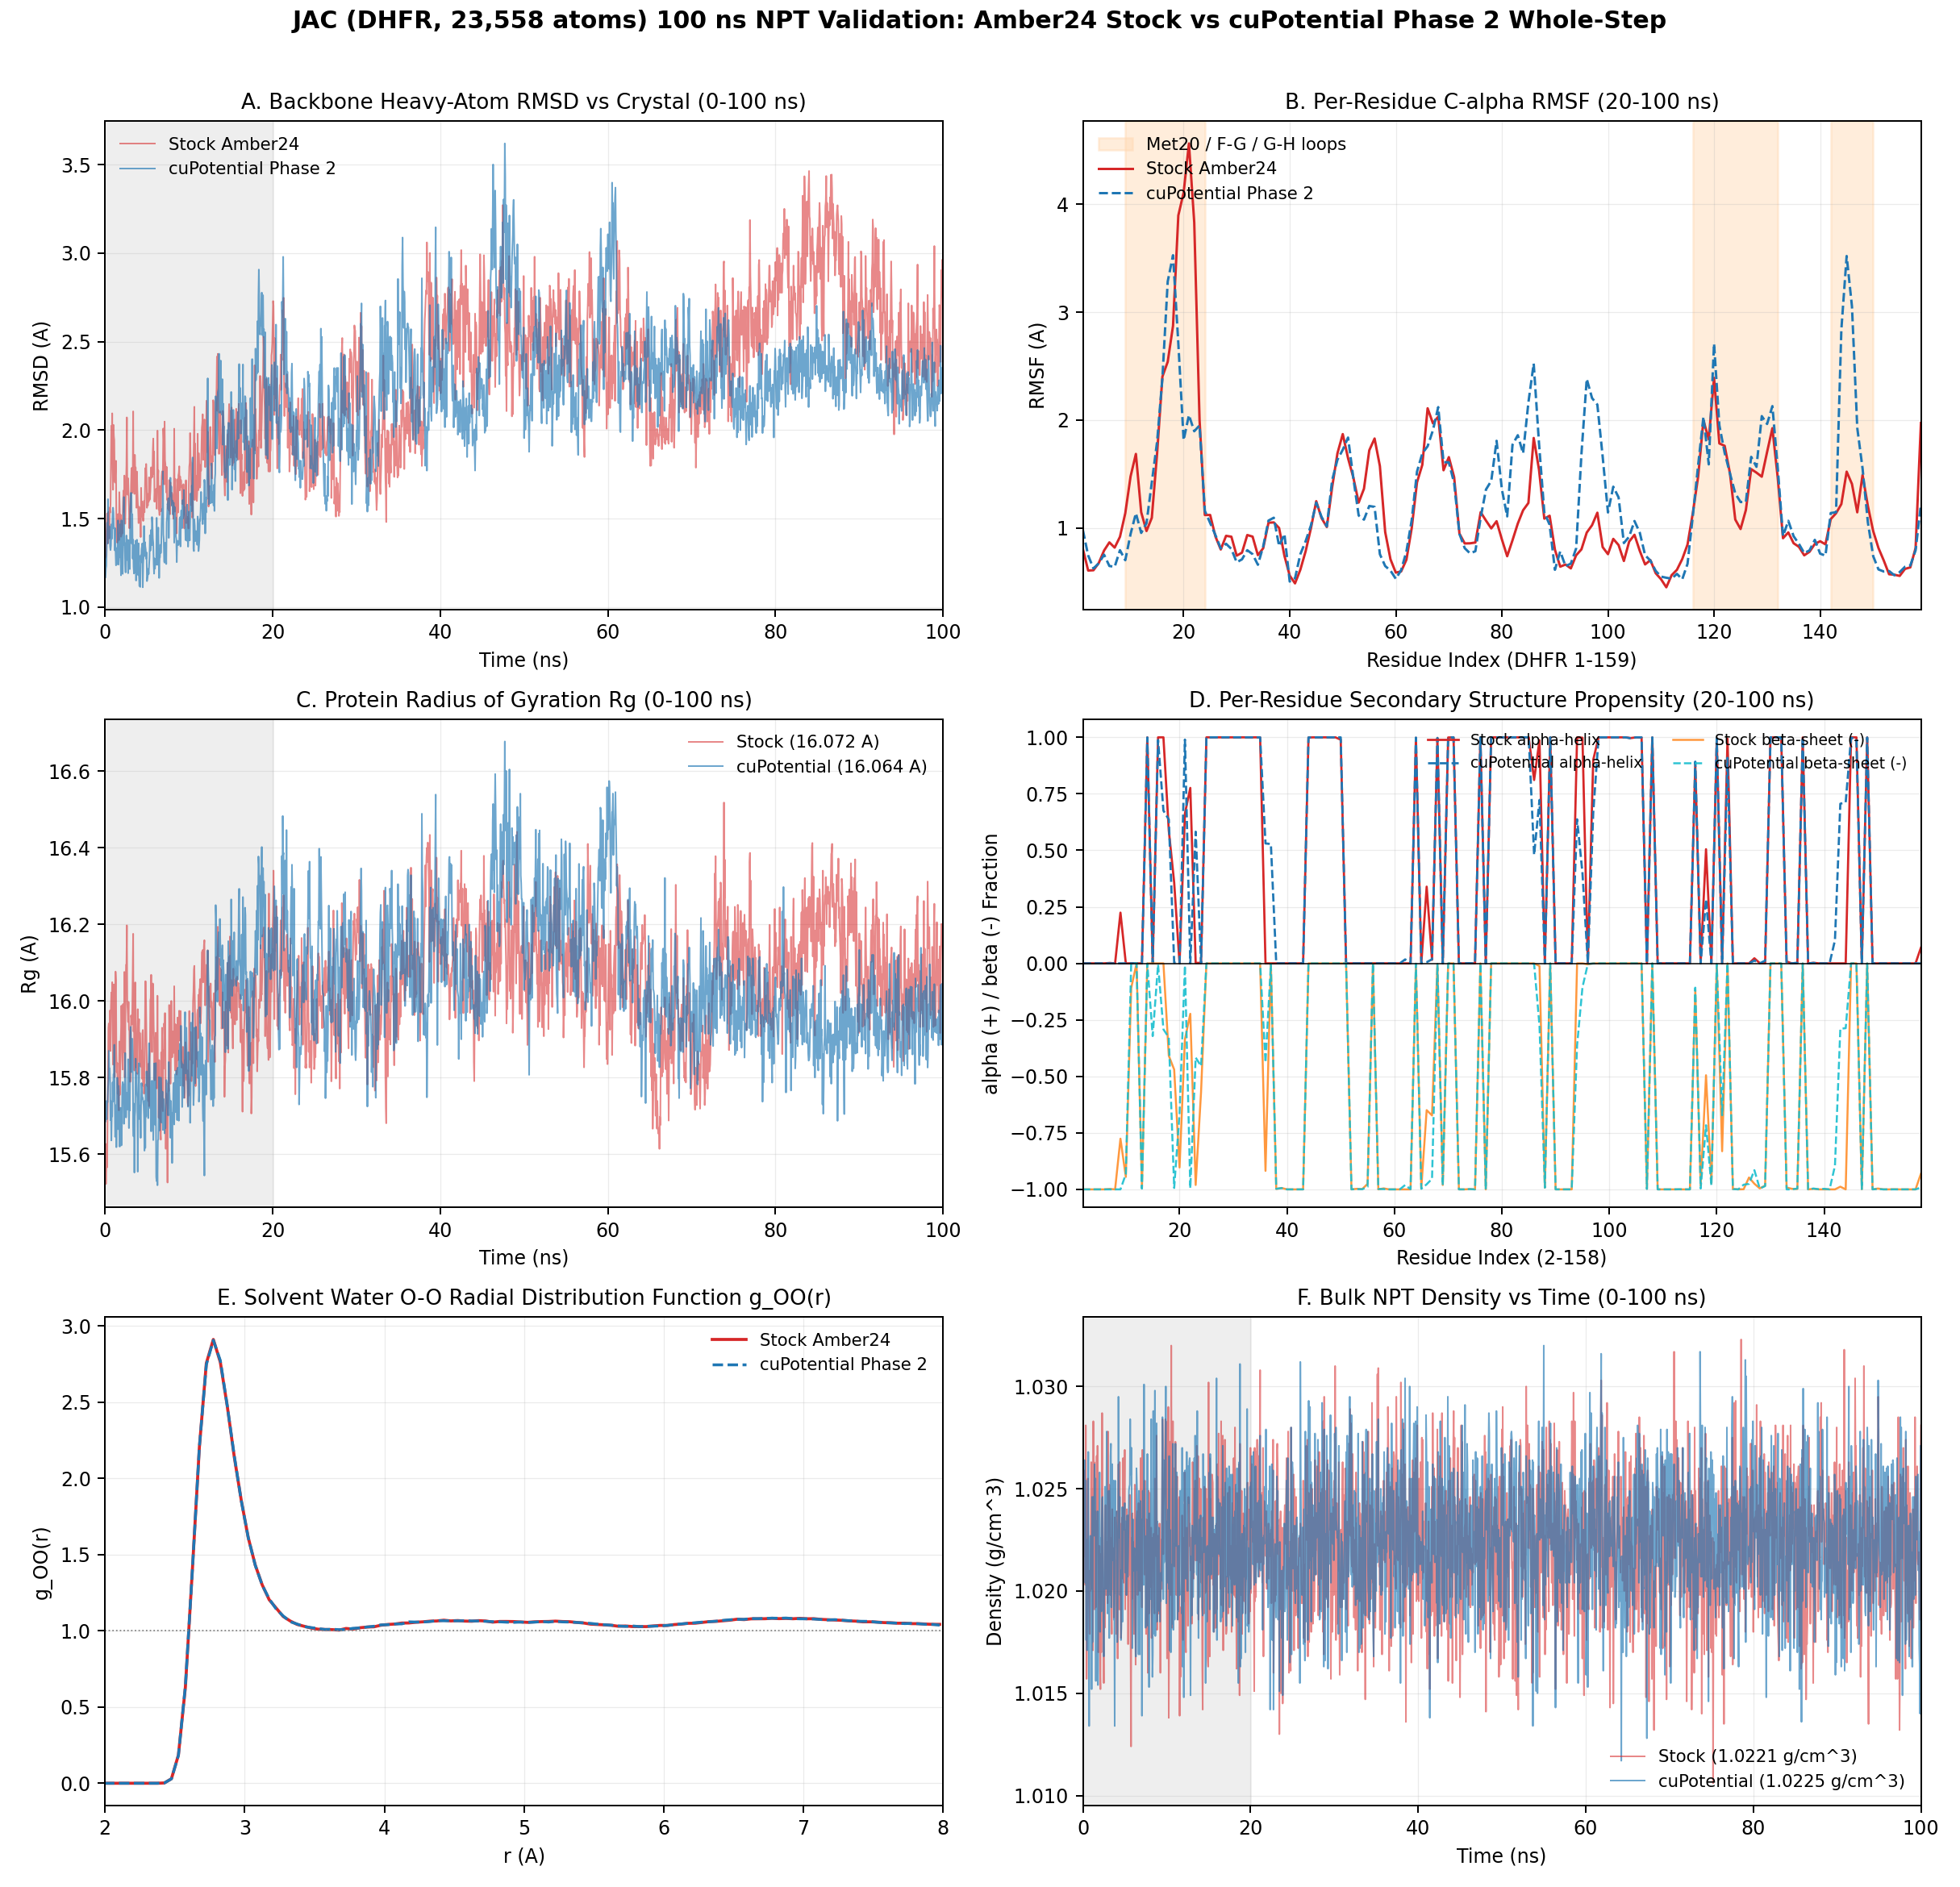 JAC (DHFR, 23,558 atoms) 100 ns NPT Validation: Amber24 Stock vs cuPotential Phase 2 Whole-Step
A. Backbone Heavy-Atom RMSD vs Crystal (0-100 ns)
Stock Amber24
cuPotential Phase 2
RMSD (A)
3.5
3.0
2.5
2.0
1.5
1.0
0 20 40 60 80 100
Time (ns)
B. Per-Residue C-alpha RMSF (20-100 ns)
Met20 / F-G / G-H loops
Stock Amber24
cuPotential Phase 2
RMSF (A)
4
3
2
1
20 40 60 80 100 120 140
Residue Index (DHFR 1-159)
C. Protein Radius of Gyration Rg (0-100 ns)
Stock (16.072 A)
cuPotential (16.064 A)
Rg (A)
16.6
16.4
16.2
16.0
15.8
15.6
0 20 40 60 80 100
Time (ns)
D. Per-Residue Secondary Structure Propensity (20-100 ns)
Stock alpha-helix Stock beta-sheet (-)
cuPotential alpha-helix cuPotential beta-sheet (-)
alpha (+) / beta (-) Fraction
1.00
0.75
0.50
0.25
0.00
−0.25
−0.50
−0.75
−1.00
20 40 60 80 100 120 140
Residue Index (2-158)
E. Solvent Water O-O Radial Distribution Function g_OO(r)
Stock Amber24
cuPotential Phase 2
g_OO(r)
3.0
2.5
2.0
1.5
1.0
0.5
0.0
2 3 4 5 6 7 8
r (A)
F. Bulk NPT Density vs Time (0-100 ns)
Density (g/cm^3)
1.030
1.025
1.020
1.015
1.010
Stock (1.0221 g/cm^3)
cuPotential (1.0225 g/cm^3)
0 20 40 60 80 100
Time (ns)